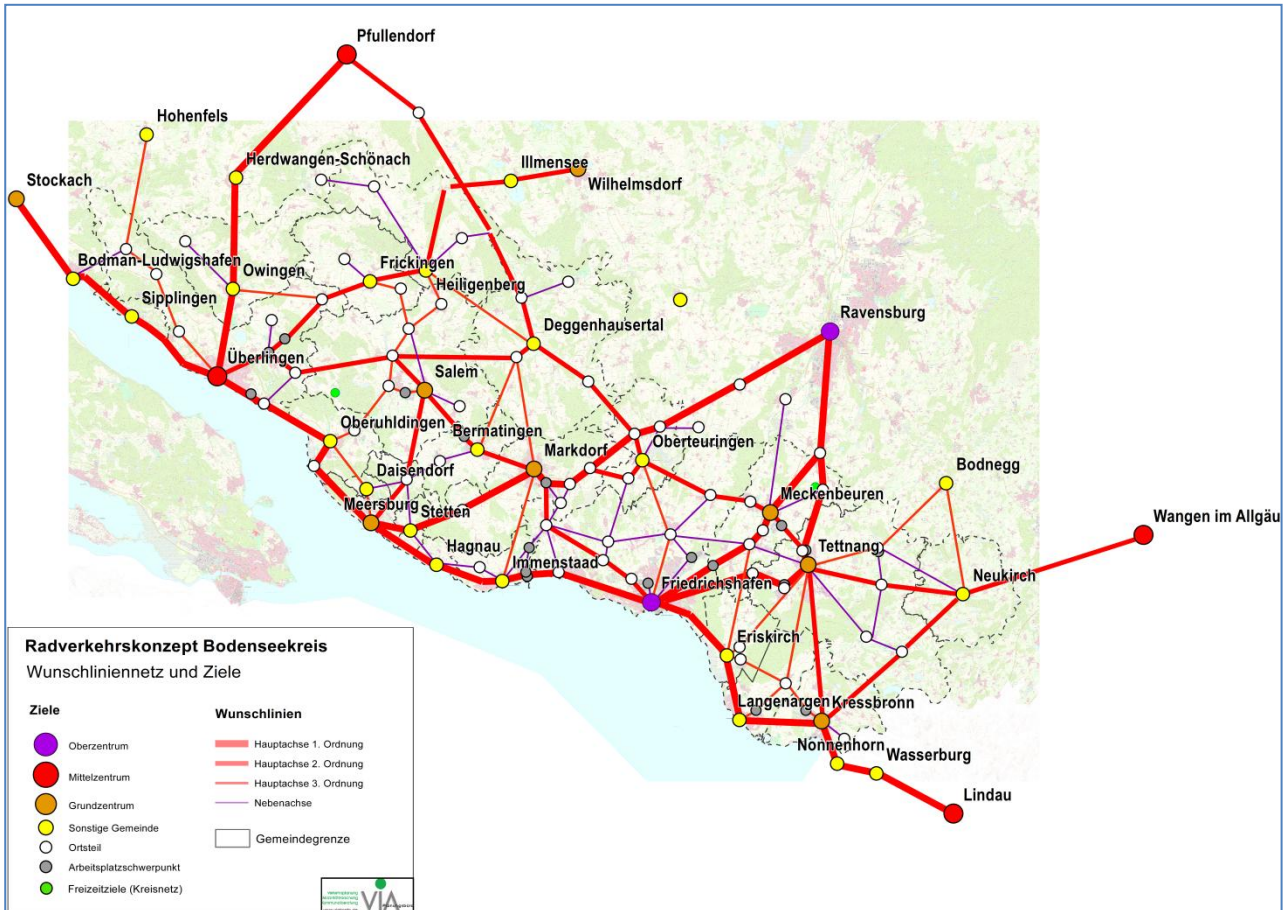 Pfullendorf
Hohenfels
Herdwangen-Schönach
Illmensee
Wilhelmsdorf
Stockach
Bodman-Ludwigshafen
Owingen
Frickingen
Heiligenberg
Sipplingen
Deggenhausertal
Ravensburg
Überlingen
Salem
Oberuhldingen
Bermatingen
Markdorf
Oberteuringen
Daisendorf
Bodnegg
Meersburg
Stetten
Meckenbeuren
Wangen im Allgäu
Hagnau
Immenstaad
Tettnang
Neukirch
Friedrichshafen
Eriskirch
Langenargen
Kressbronn
Nonnenhorn
Wasserburg
Lindau
Radverkehrskonzept Bodenseekreis
Wunschliniennetz und Ziele
Ziele
Oberzentrum
Mittelzentrum
Grundzentrum
Sonstige Gemeinde
Ortsteil
Arbeitsplatzschwerpunkt
Freizeitziele (Kreisnetz)
Wunschlinien
Hauptachse 1. Ordnung
Hauptachse 2. Ordnung
Hauptachse 3. Ordnung
Nebenachse
Gemeindegrenze
VIA